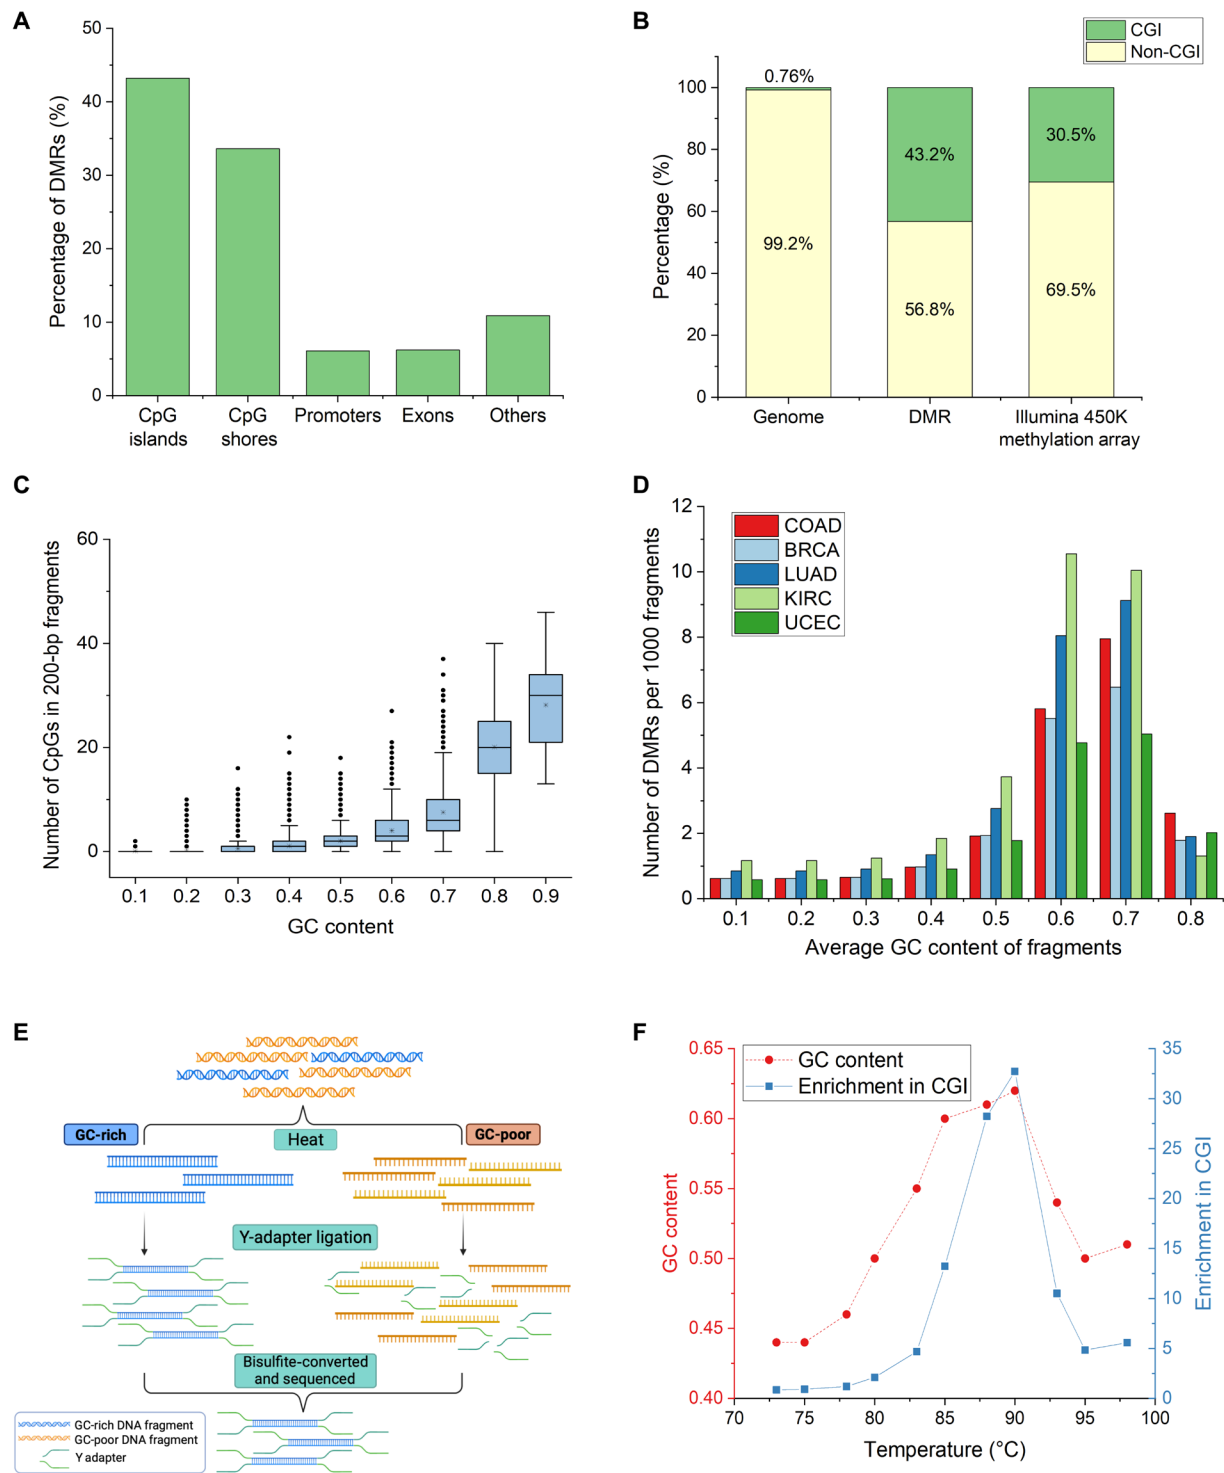 A
Percentage of DMRs (%)
50
40
30
20
10
0
CpG islands
CpG shores
Promoters
Exons
Others
B
CGI
Non-CGI
Percentage (%)
100
80
60
40
20
0
0.76%
99.2%
43.2%
56.8%
30.5%
69.5%
Genome
DMR
Illumina 450K
methylation array
C
Number of CpGs in 200-bp fragments
60
40
20
0
0.1 0.2 0.3 0.4 0.5 0.6 0.7 0.8 0.9
GC content
D
COAD
BRCA
LUAD
KIRC
UCEC
Number of DMRs per 1000 fragments
12
10
8
6
4
2
0
0.1 0.2 0.3 0.4 0.5 0.6 0.7 0.8
Average GC content of fragments
E
GC-rich
Heat
GC-poor
Y-adapter ligation
Bisulfite-converted
and sequenced
GC-rich DNA fragment
GC-poor DNA fragment
Y adapter
F
GC content
Enrichment in CGI
GC content
0.65
0.60
0.55
0.50
0.45
0.40
35
30
25
20
15
10
5
0
Enrichment in CGI
70 75 80 85 90 95 100
Temperature (°C)